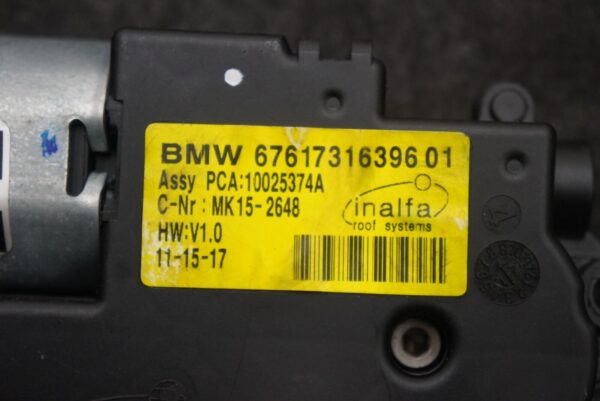 BMW 67617316396 01
Assy PCA:10025374A
C-Nr : MK15-2648
HW:V1.0
11-15-17
inalfa
roof systems